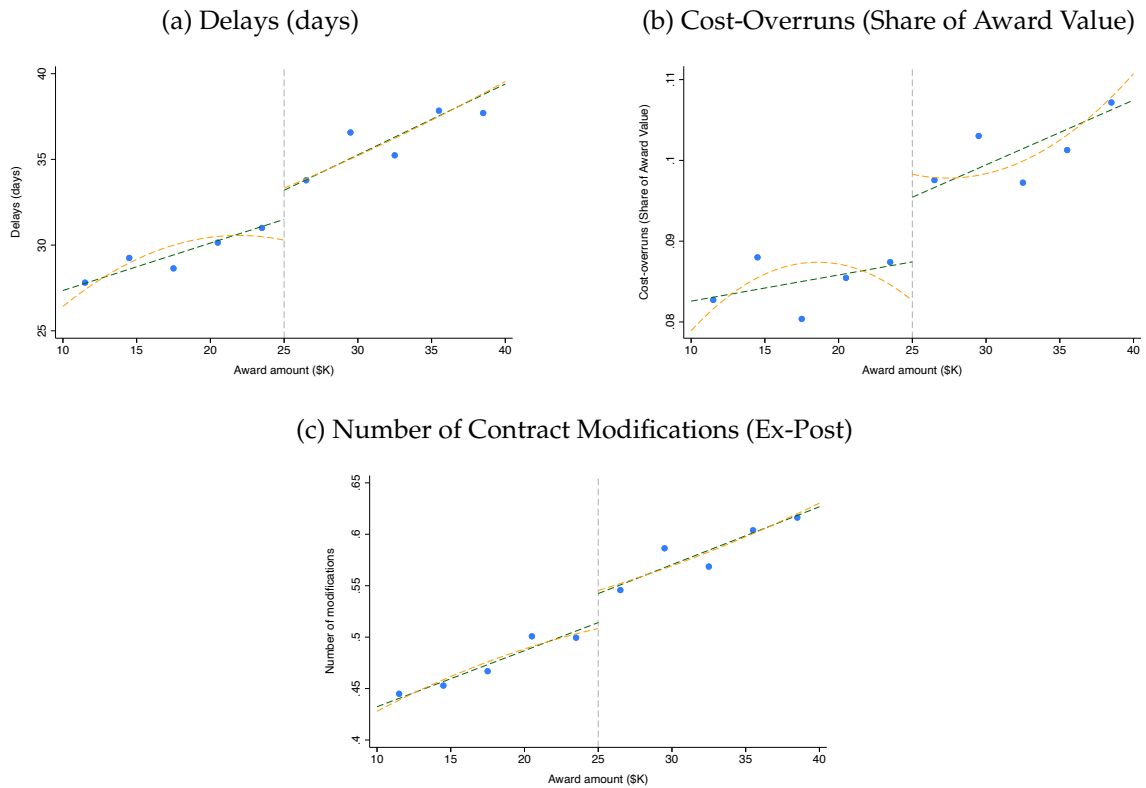 (a) Delays (days)
(b) Cost-Overruns (Share of Award Value)
40
35
30
25
Delays (days)
10 15 20 25 30 35 40
Award amount ($K)
.11
.1
.09
.08
Cost-overruns (Share of Award Value)
10 15 20 25 30 35 40
Award amount ($K)
(c) Number of Contract Modifications (Ex-Post)
.65
.6
.55
.5
.45
.4
Number of modifications
10 15 20 25 30 35 40
Award amount ($K)